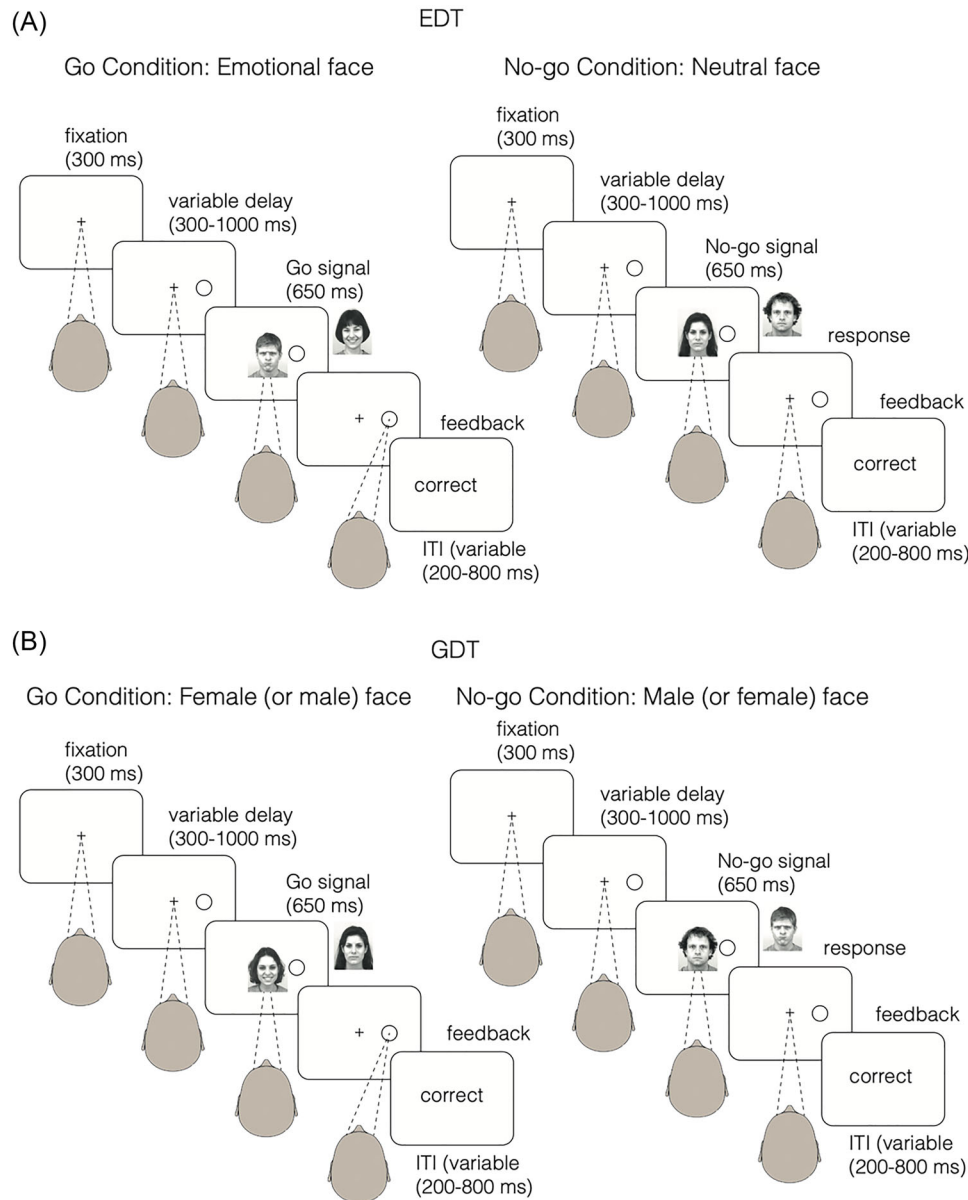 (A)
EDT
Go Condition: Emotional face
No-go Condition: Neutral face
fixation
(300 ms)
variable delay
(300-1000 ms)
Go signal
(650 ms)
feedback
correct
ITI (variable
(200-800 ms)
fixation
(300 ms)
variable delay
(300-1000 ms)
No-go signal
(650 ms)
response
feedback
correct
ITI (variable
(200-800 ms)
(B)
GDT
Go Condition: Female (or male) face
No-go Condition: Male (or female) face
fixation
(300 ms)
variable delay
(300-1000 ms)
Go signal
(650 ms)
feedback
correct
ITI (variable
(200-800 ms)
fixation
(300 ms)
variable delay
(300-1000 ms)
No-go signal
(650 ms)
response
feedback
correct
ITI (variable
(200-800 ms)